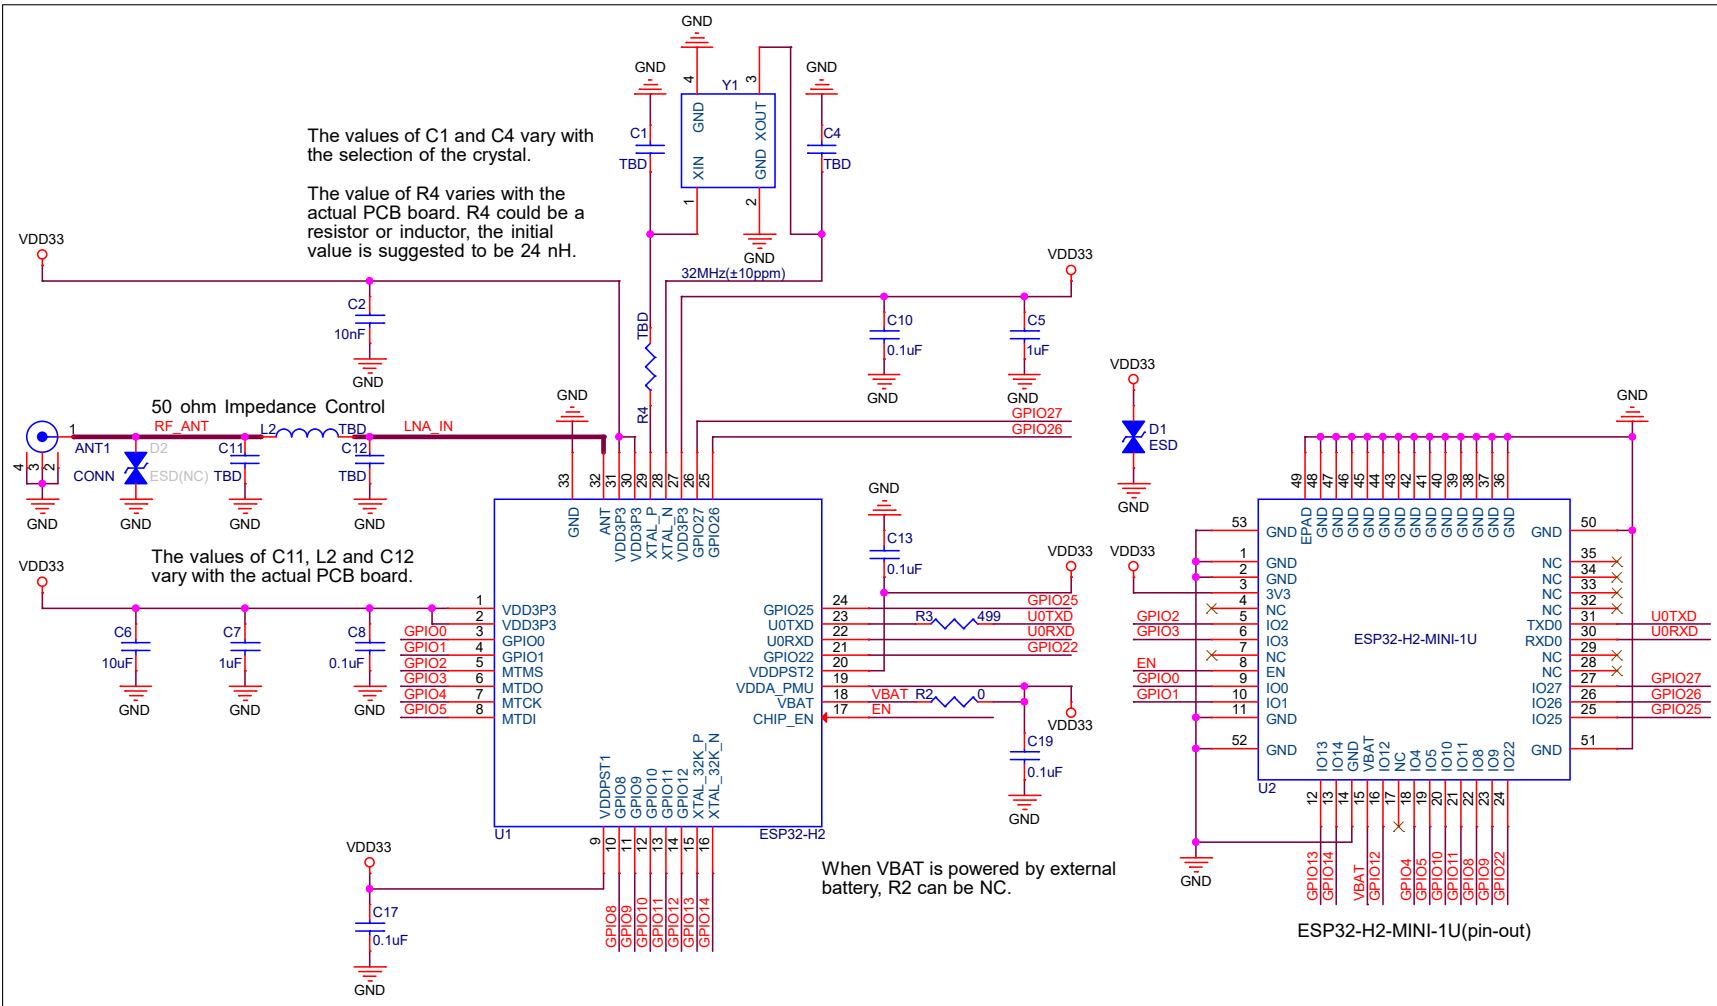 GND
GND
GND
4
3
Y1
GND
XOUT
XIN
GND
1
2
GND
C1
TBD
C4
TBD
32MHz(±10ppm)
The values of C1 and C4 vary with
the selection of the crystal.
The value of R4 varies with the
actual PCB board. R4 could be a
resistor or inductor, the initial
value is suggested to be 24 nH.
VDD33
C2
10nF
GND
TBD
R4
VDD33
C10
0.1uF
GND
C5
1uF
GND
GPIO27
GPIO26
50 ohm Impedance Control
1
RF_ANT
L2
TBD
LNA_IN
ANT1
CONN
4
3
2
GND
D2
ESD(NC)
GND
C11
TBD
GND
C12
TBD
GND
The values of C11, L2 and C12
vary with the actual PCB board.
GND
33
32
31
30
29
28
27
26
25
GND
ANT
VDD3P3
VDD3P3
XTAL_P
XTAL_N
VDD3P3
GPIO27
GPIO26
VDD33
C6
10uF
GND
C7
1uF
GND
C8
0.1uF
GND
1
VDD3P3
2
VDD3P3
GPIO0
3
GPIO0
GPIO1
4
GPIO1
GPIO2
5
MTMS
GPIO3
6
MTDO
GPIO4
7
MTCK
GPIO5
8
MTDI
GPIO25
24
GPIO25
U0TXD
23
R3
499
U0TXD
U0RXD
22
U0RXD
GPIO22
21
GPIO22
VDDPST2
20
VDDA_PMU
19
VBAT
18
VBAT
R2
0
CHIP_EN
17
EN
GND
C13
0.1uF
VDD33
VDD33
C19
0.1uF
GND
VDDPST1
GPIO8
GPIO9
GPIO10
GPIO11
GPIO12
XTAL_32K_P
XTAL_32K_N
U1
ESP32-H2
9
10
11
12
13
14
15
16
GPIO8
GPIO9
GPIO10
GPIO11
GPIO12
GPIO13
GPIO14
VDD33
C17
0.1uF
GND
When VBAT is powered by external
battery, R2 can be NC.
VDD33
D1
ESD
GND
VDD33
GND
49
48
47
46
45
44
43
42
41
40
39
38
37
36
EPAD
GND
GND
GND
GND
GND
GND
GND
GND
GND
GND
GND
GND
GND
53
GND
1
GND
2
GND
3
3V3
4
NC
GPIO2
5
IO2
GPIO3
6
IO3
7
NC
EN
8
EN
GPIO0
9
IO0
GPIO1
10
IO1
11
GND
52
GND
ESP32-H2-MINI-1U
GND
50
NC
35
NC
34
NC
33
NC
32
TXD0
31
U0TXD
RXD0
30
U0RXD
NC
29
NC
28
IO27
27
GPIO27
IO26
26
GPIO26
IO25
25
GPIO25
GND
51
IO13
IO14
GND
VBAT
IO12
NC
IO4
IO5
IO10
IO11
IO8
IO9
IO22
U2
12
13
14
15
16
17
18
19
20
21
22
23
24
GPIO13
GPIO14
VBAT
GPIO12
GPIO4
GPIO5
GPIO10
GPIO11
GPIO8
GPIO9
GPIO22
GND
ESP32-H2-MINI-1U(pin-out)